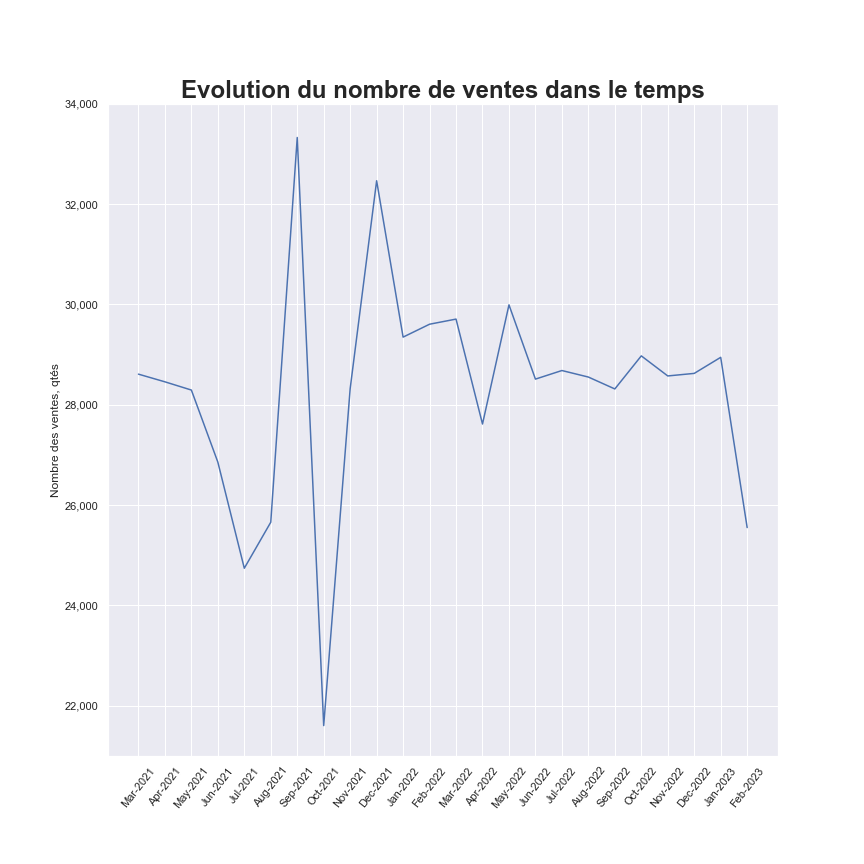 Evolution du nombre de ventes dans le temps
34,000
32,000
30,000
28,000
26,000
24,000
22,000
Nombre des ventes, qtés
Mar-2021
Apr-2021
May-2021
Jun-2021
Jul-2021
Aug-2021
Sep-2021
Oct-2021
Nov-2021
Dec-2021
Jan-2022
Feb-2022
Mar-2022
Apr-2022
May-2022
Jun-2022
Jul-2022
Aug-2022
Sep-2022
Oct-2022
Nov-2022
Dec-2022
Jan-2023
Feb-2023